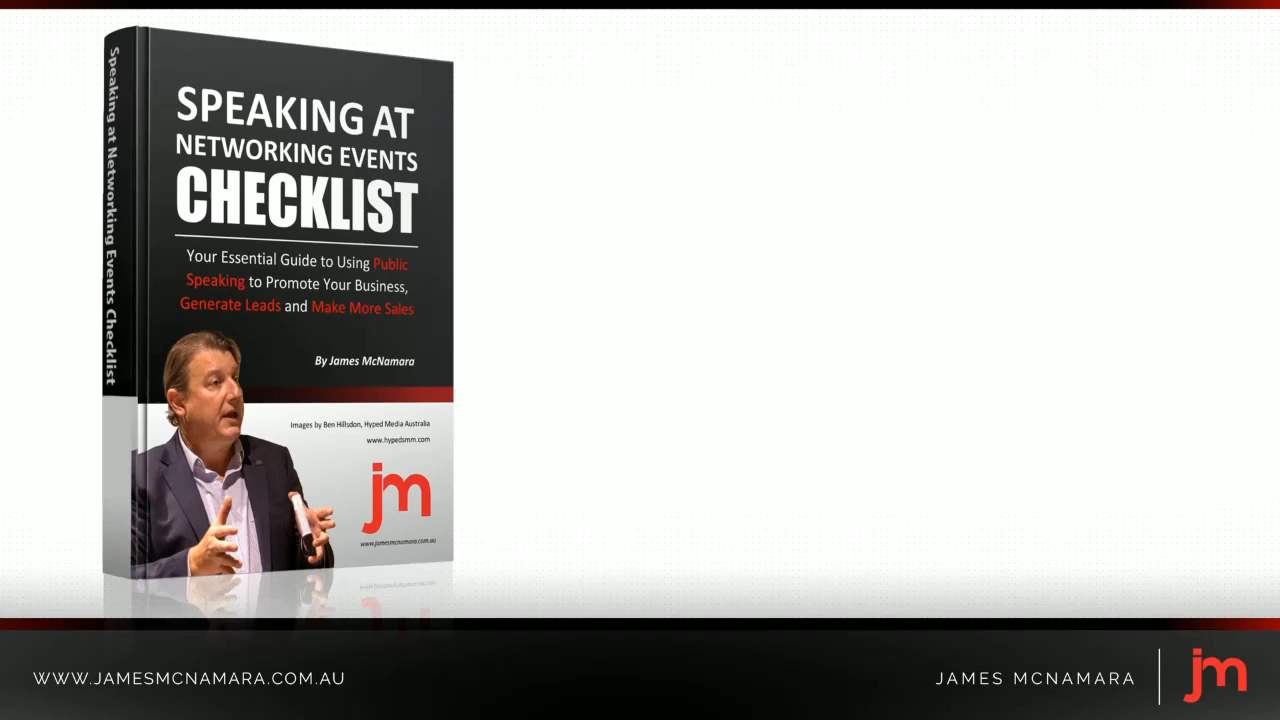 Speaking at Networking Events Checklist
SPEAKING AT
NETWORKING EVENTS
CHECKLIST
Your Essential Guide to Using Public
Speaking to Promote Your Business,
Generate Leads and Make More Sales
By James McNamara
Images by Ben Hillsdon, Hyped Media Australia
www.hypedsmm.com
jm
www.jamesmcnamara.com.au
WWW.JAMESMCNAMARA.COM.AU
JAMES MCNAMARA
jm